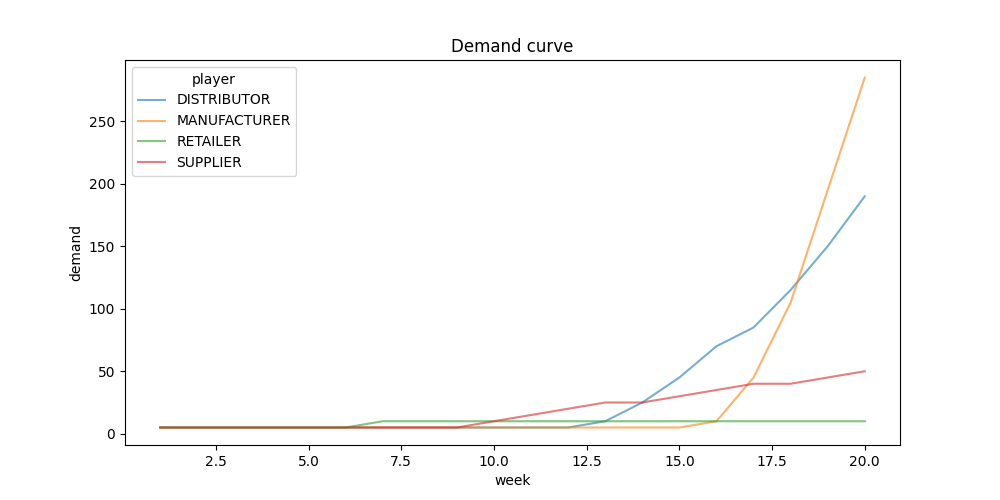 Demand curve
player
DISTRIBUTOR
MANUFACTURER
RETAILER
SUPPLIER
250
200
150
100
50
0
demand
2.5 5.0 7.5 10.0 12.5 15.0 17.5 20.0
week